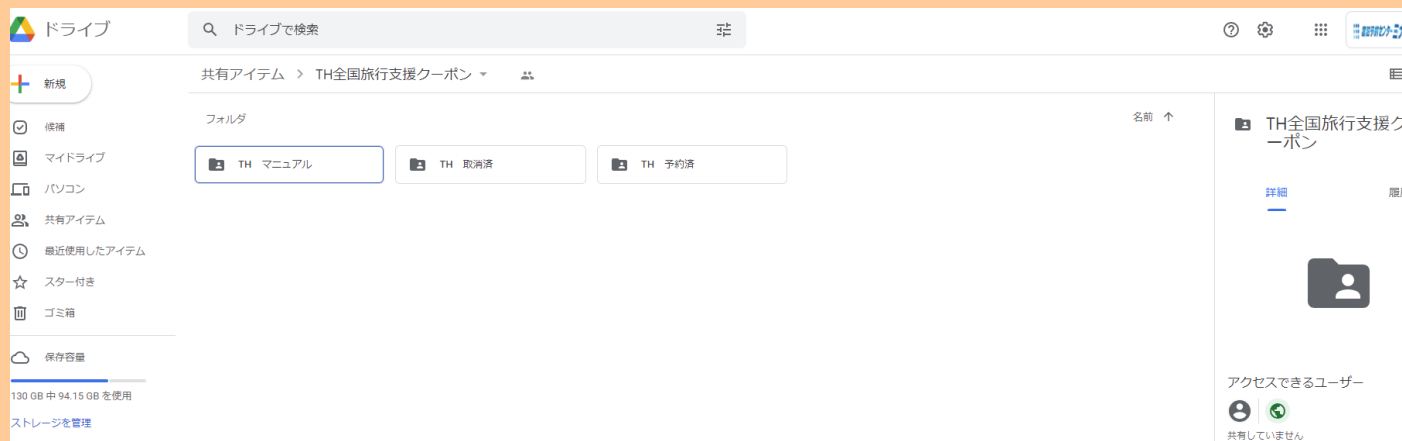 ドライブ
ドライブで検索
新規
共有アイテム > TH全国旅行支援クーポン
候補
マイドライブ
パソコン
共有アイテム
最近使用したアイテム
スター付き
ゴミ箱
保存容量
130 GB 中 94.15 GB を使用
ストレージを管理
フォルダ
名前
TH マニュアル
TH 取消済
TH 予約済
TH全国旅行支援ク
ーポン
詳細
アクセスできるユーザー
共有していません